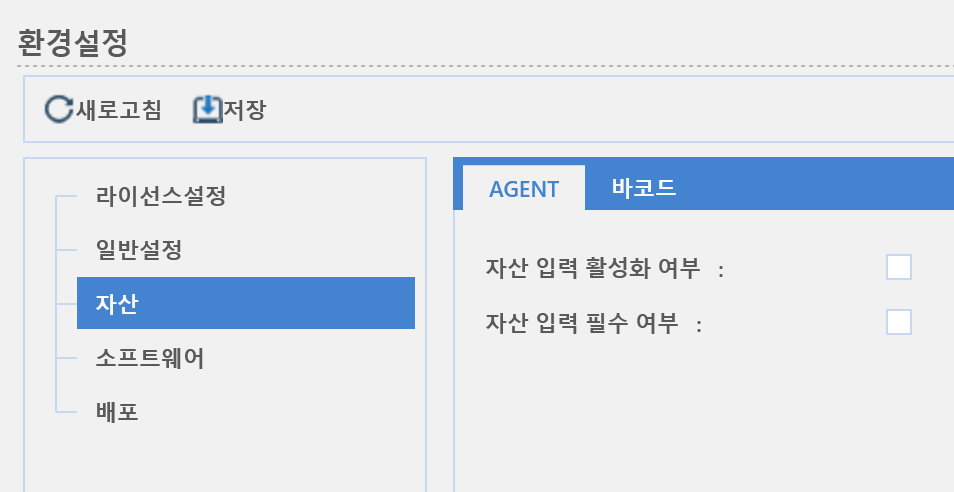 환경설정
새로고침 저장
라이선스설정
일반설정
자산
소프트웨어
배포
AGENT 바코드
자산 입력 활성화 여부 :
자산 입력 필수 여부 :